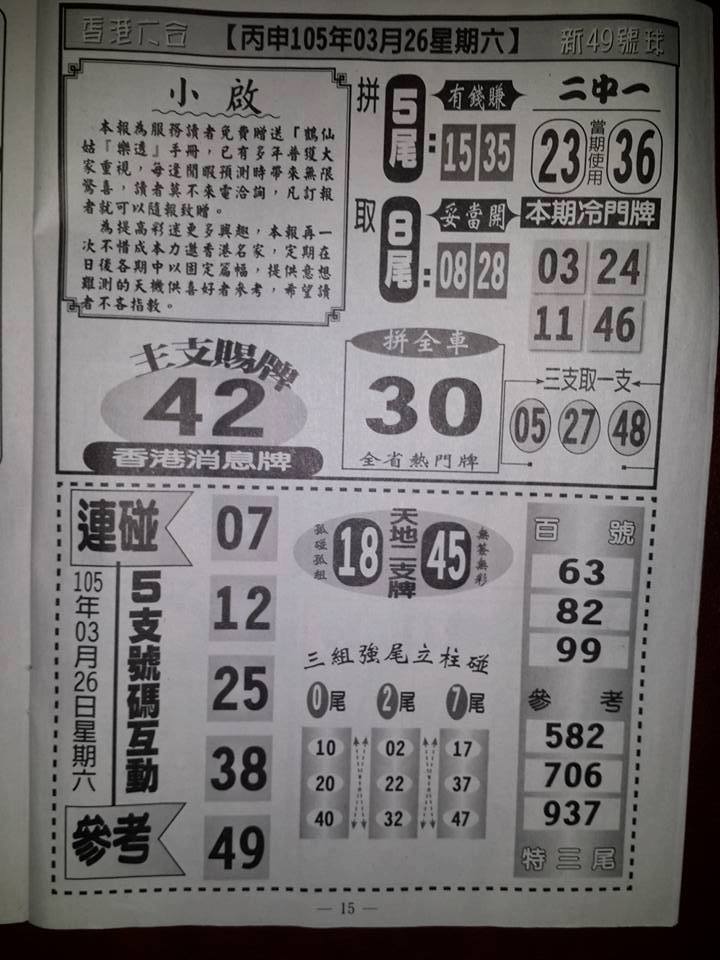 香港六合 【丙申105年03月26星期六】 新49號球
小啟
本報為服務讀者免費贈送「鶴仙
姑『樂透』手冊,已有多年普獲大
家重視,每逢閒暇預測時帶來無限
驚喜,讀者莫不來電洽詢,凡訂報
者就可以隨報致贈。
為提高彩迷更多興趣,本報再一
次不惜成本力邀香港名家,定期在
日後各期中以固定篇幅,提供意想
難測的天機供喜好者來參考,希望讀
者不吝指教。
拼 5尾: 有錢賺
15 35
取 8尾: 妥當開
08 28
二中一
23 當期使用 36
本期冷門牌
03 24
11 46
主支賜牌
42
香港消息牌
拼全車
30
全省熱門牌
三支取一支
05 27 48
連碰
105年03月26日星期六
5支號碼互動
參考
07
12
25
38
49
孤碰孤組 18 天地二支牌 45 無簽無彩
三組強尾立柱碰
0尾 2尾 7尾
10 02 17
20 22 37
40 32 47
百號
63
82
99
參考
582
706
937
特三尾
— 15 —